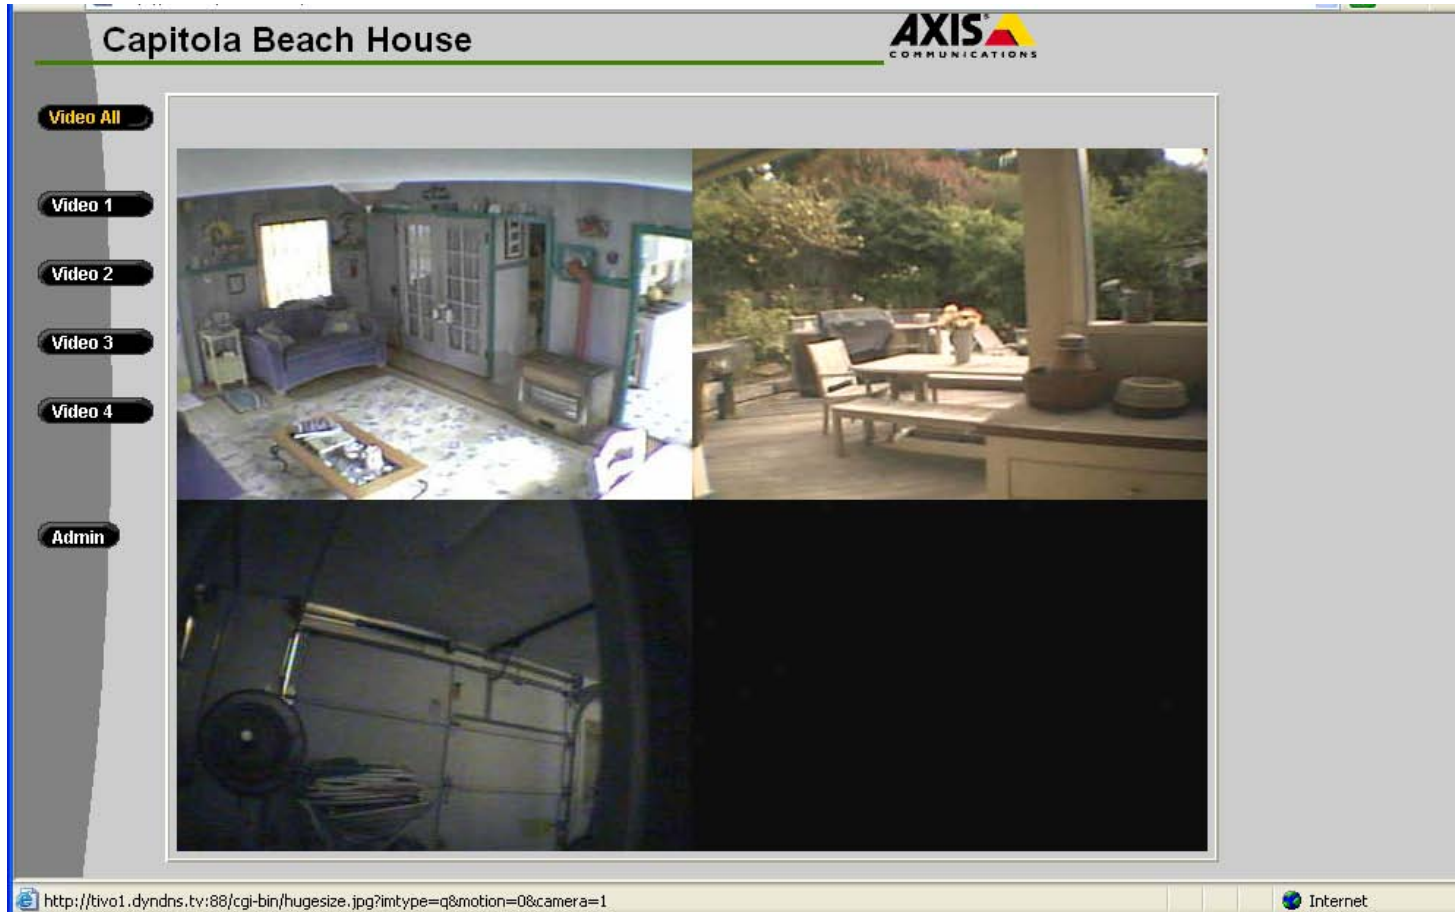 Capitola Beach House
AXIS
COMMUNICATIONS
Video All
Video 1
Video 2
Video 3
Video 4
Admin
http://tivo1.dyndns.tv:88/cgi-bin/hugesize.jpg?imtype=q&motion=0&camera=1
Internet